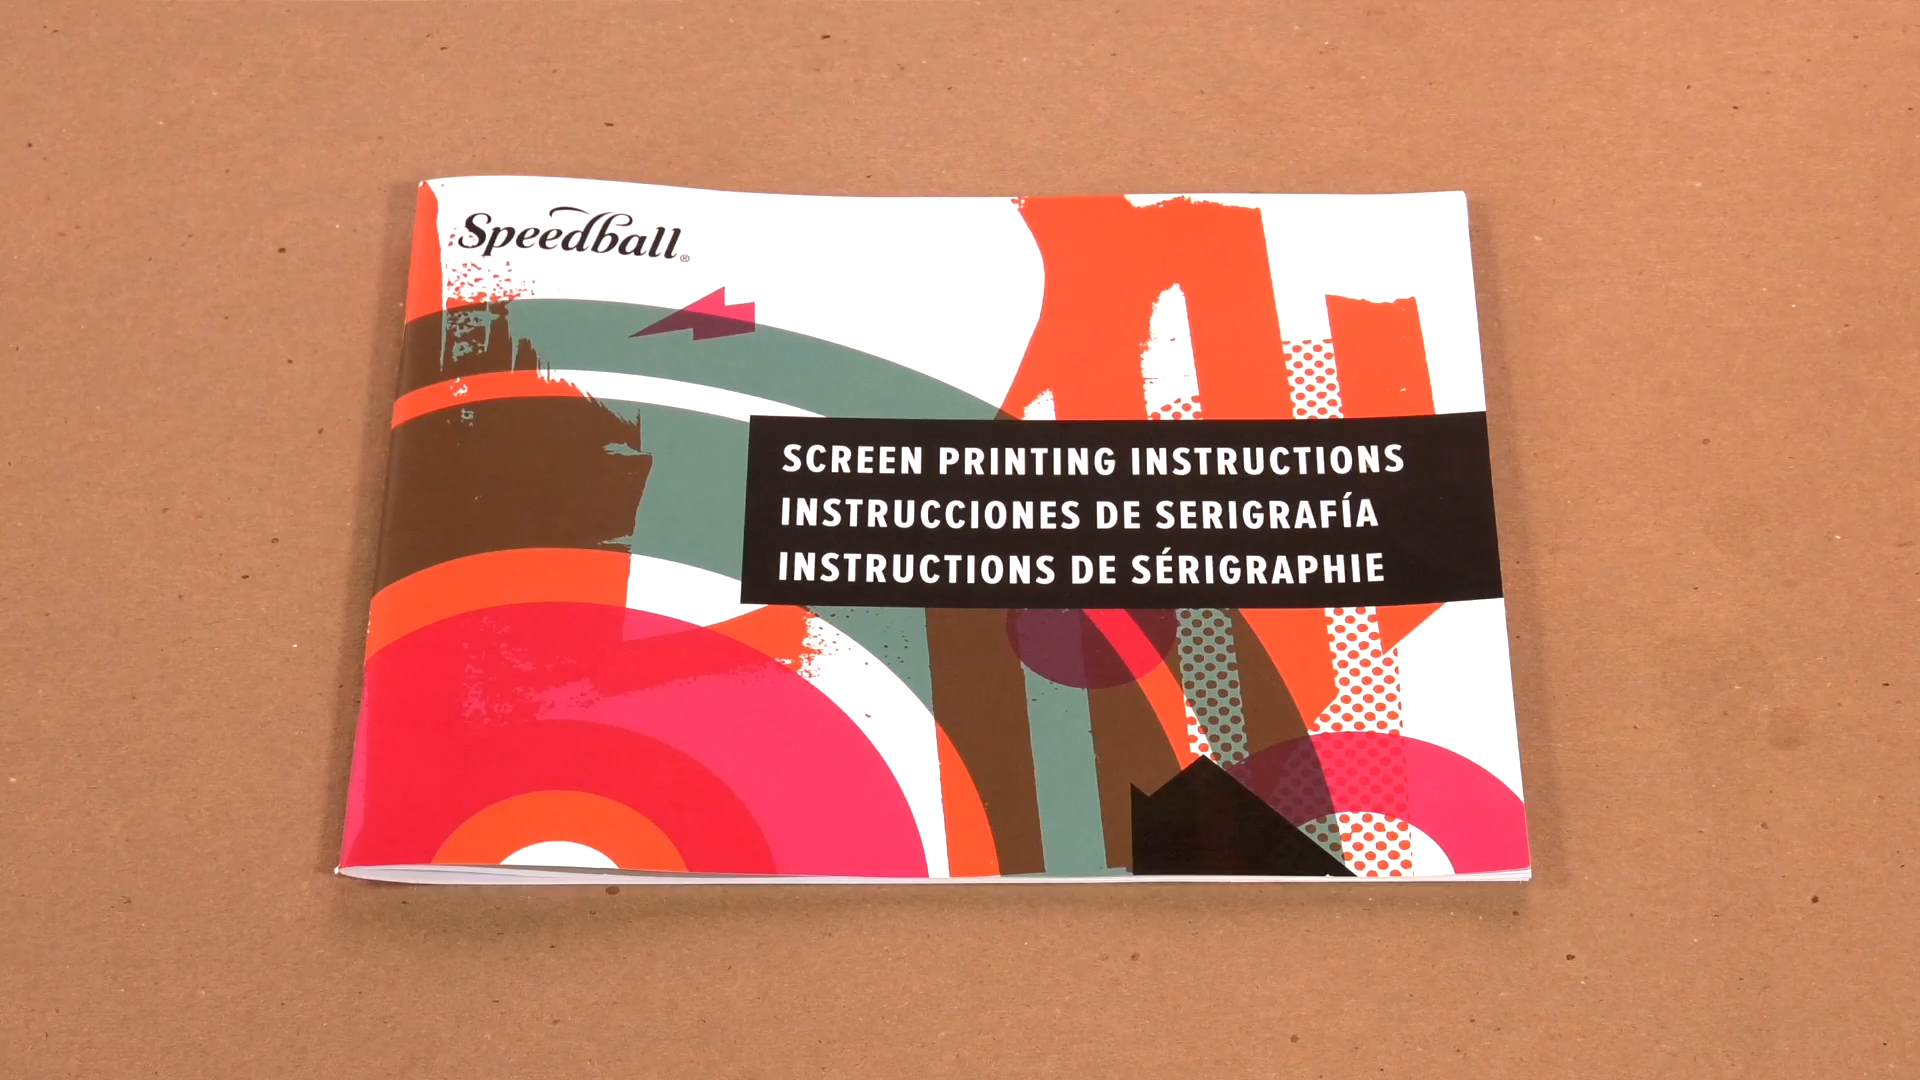 Speedball®
SCREEN PRINTING INSTRUCTIONS
INSTRUCCIONES DE SERIGRAFÍA
INSTRUCTIONS DE SÉRIGRAPHIE